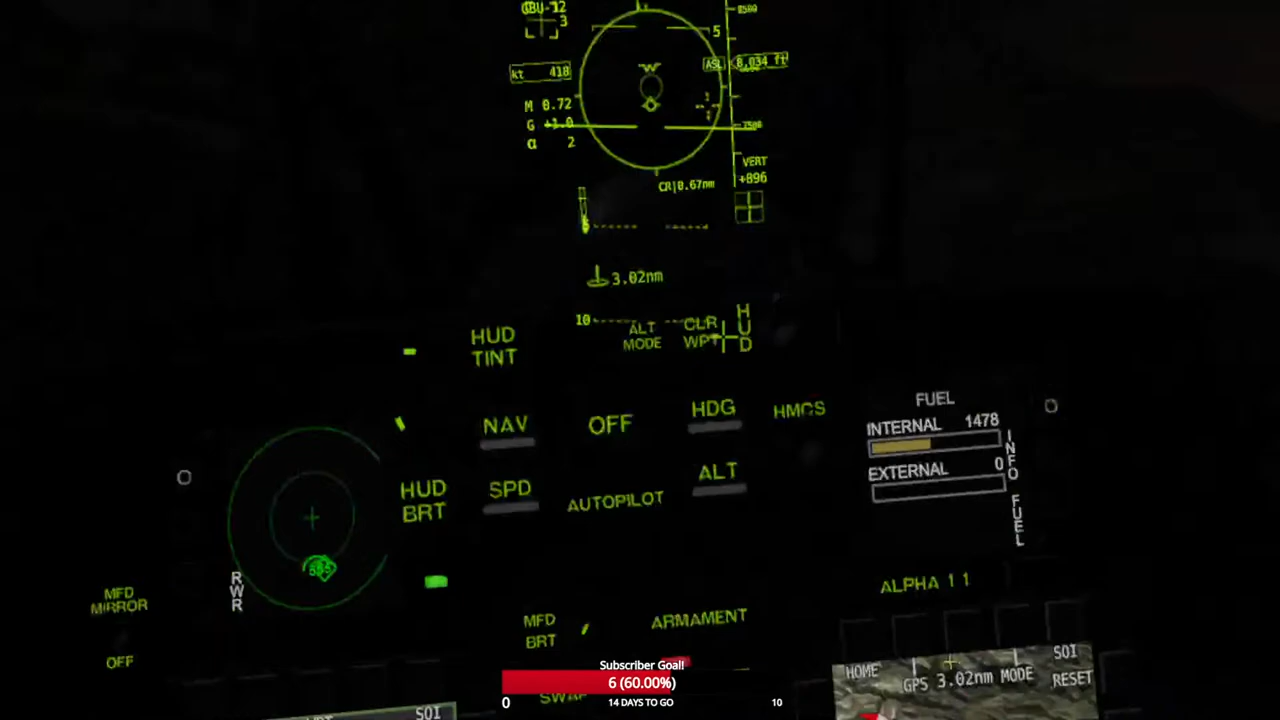 3
5
8500
kt 418
ASL 8,034 ft
M 0.72
G +1.0
α 2
7500
VERT
+896
CR|0.67nm
3.02nm
10
HUD
TINT
ALT
MODE
CLR
WPT
HUD
NAV
OFF
HDG
HMCS
FUEL
INTERNAL 1478
EXTERNAL 0
INFO
FUEL
HUD
BRT
SPD
AUTOPILOT
ALT
RWR
MFD
MIRROR
OFF
MFD
BRT
ARMAMENT
ALPHA 1 1
Subscriber Goal!
6 (60.00%)
0
14 DAYS TO GO
10
SWAP
SOI
HOME
GPS 3.02nm
MODE
SOI
RESET